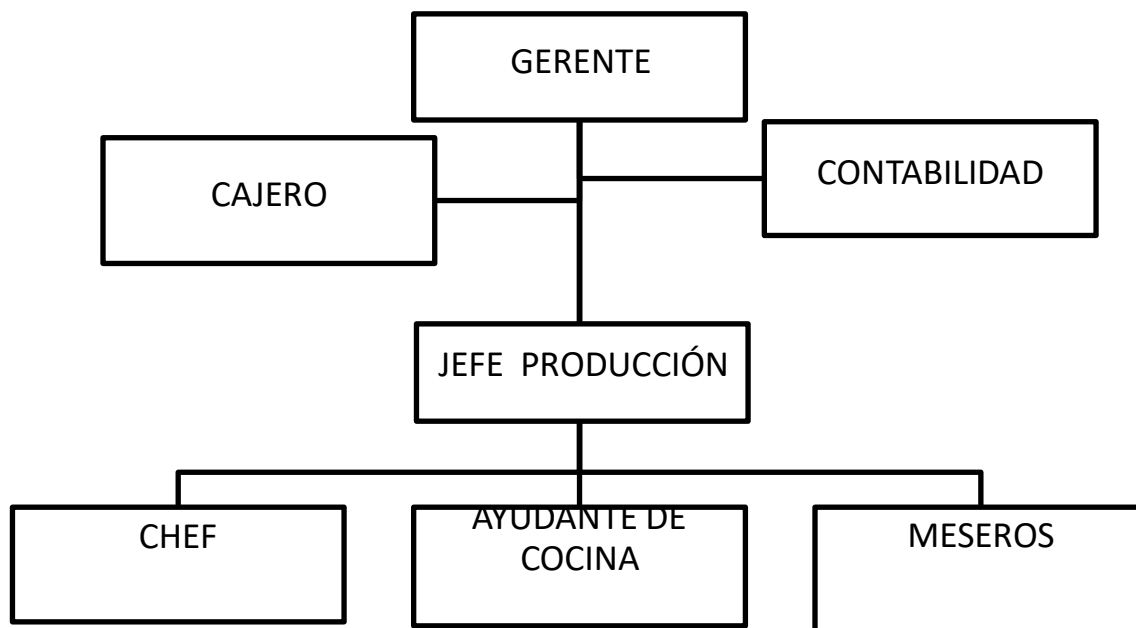 GERENTE
CAJERO
CONTABILIDAD
JEFE PRODUCCIÓN
CHEF
AYUDANTE DE
COCINA
MESEROS